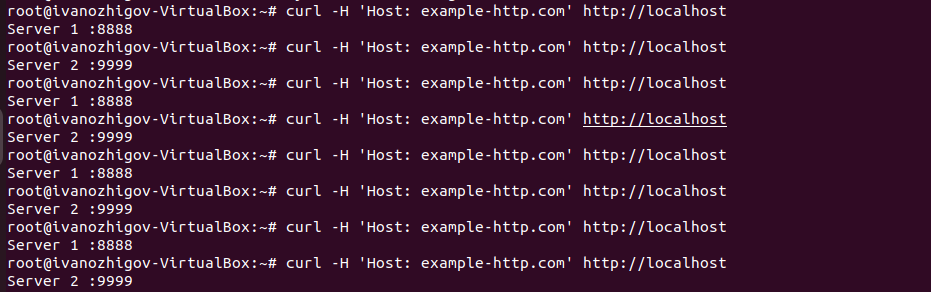 root@ivanozhigov-VirtualBox:~# curl -H 'Host: example-http.com' http://localhost
Server 1 :8888
root@ivanozhigov-VirtualBox:~# curl -H 'Host: example-http.com' http://localhost
Server 2 :9999
root@ivanozhigov-VirtualBox:~# curl -H 'Host: example-http.com' http://localhost
Server 1 :8888
root@ivanozhigov-VirtualBox:~# curl -H 'Host: example-http.com' http://localhost
Server 2 :9999
root@ivanozhigov-VirtualBox:~# curl -H 'Host: example-http.com' http://localhost
Server 1 :8888
root@ivanozhigov-VirtualBox:~# curl -H 'Host: example-http.com' http://localhost
Server 2 :9999
root@ivanozhigov-VirtualBox:~# curl -H 'Host: example-http.com' http://localhost
Server 1 :8888
root@ivanozhigov-VirtualBox:~# curl -H 'Host: example-http.com' http://localhost
Server 2 :9999